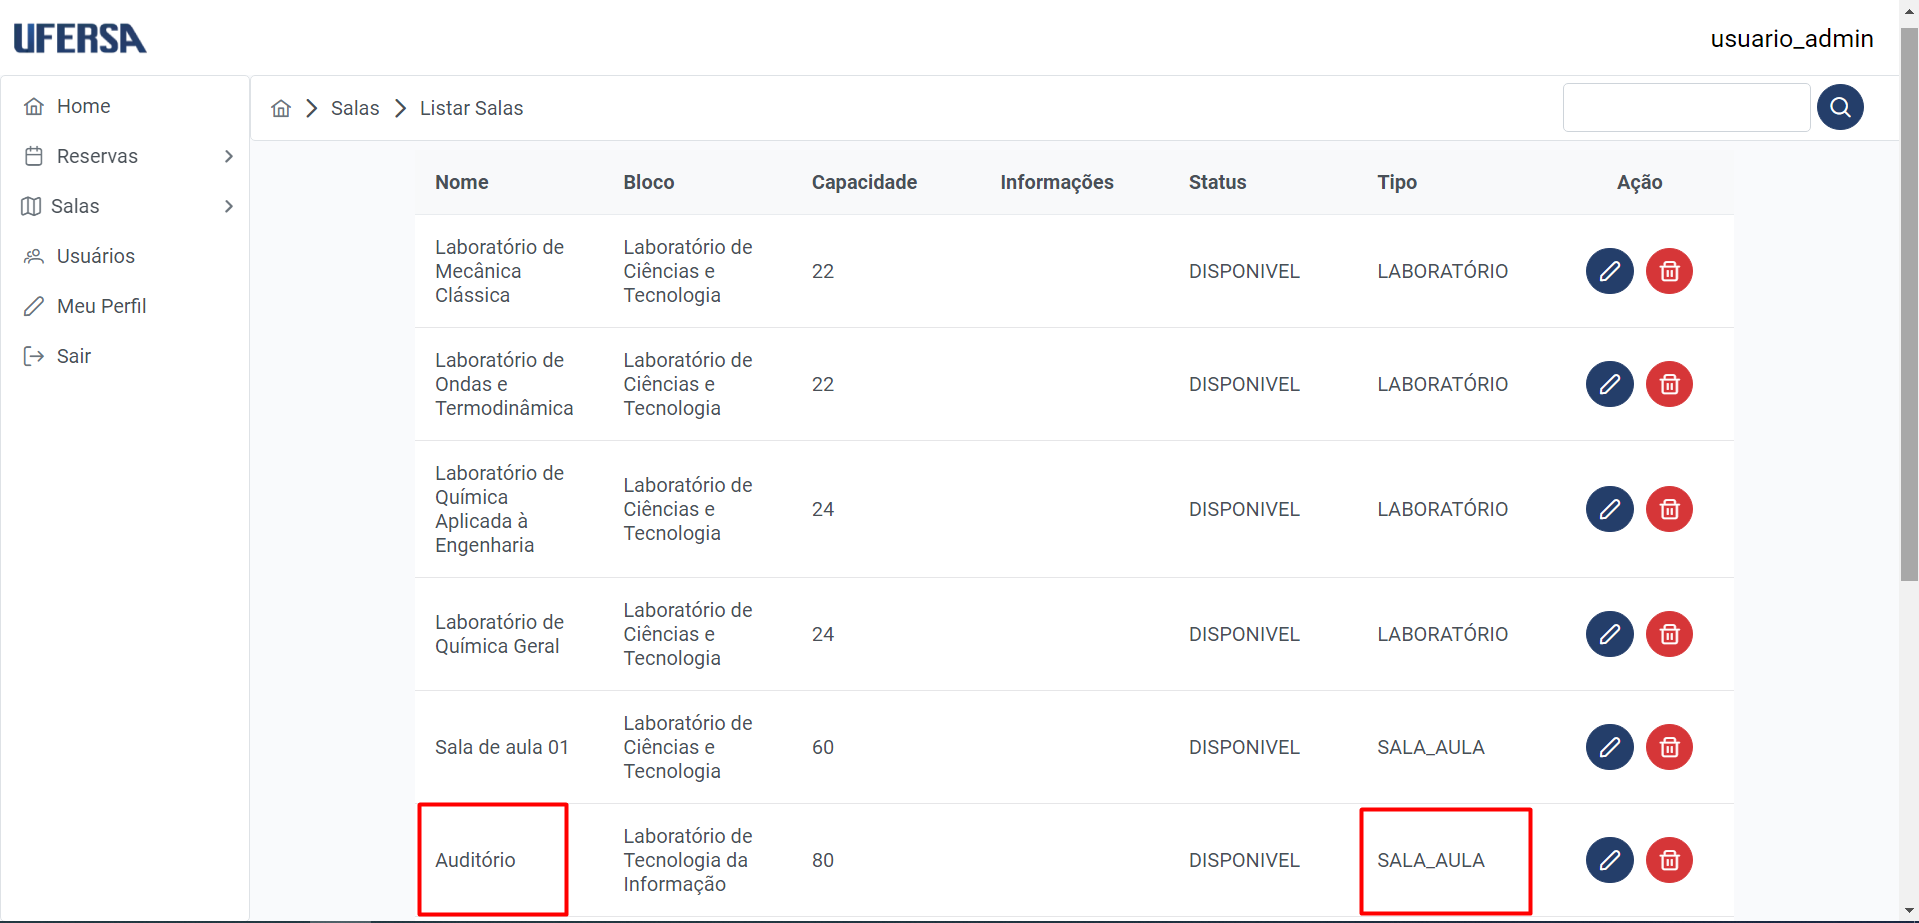 UFERSA
usuario_admin
Home
Reservas
Salas
Usuários
Meu Perfil
Sair
Salas
Listar Salas
Nome Bloco Capacidade Informações Status Tipo Ação
Laboratório de
Mecânica
Clássica
Laboratório de
Ciências e
Tecnologia
22
DISPONIVEL
LABORATÓRIO
Laboratório de
Ondas e
Termodinâmica
Laboratório de
Ciências e
Tecnologia
22
DISPONIVEL
LABORATÓRIO
Laboratório de
Química
Aplicada à
Engenharia
Laboratório de
Ciências e
Tecnologia
24
DISPONIVEL
LABORATÓRIO
Laboratório de
Química Geral
Laboratório de
Ciências e
Tecnologia
24
DISPONIVEL
LABORATÓRIO
Sala de aula 01
Laboratório de
Ciências e
Tecnologia
60
DISPONIVEL
SALA_AULA
Auditório
Laboratório de
Tecnologia da
Informação
80
DISPONIVEL
SALA_AULA